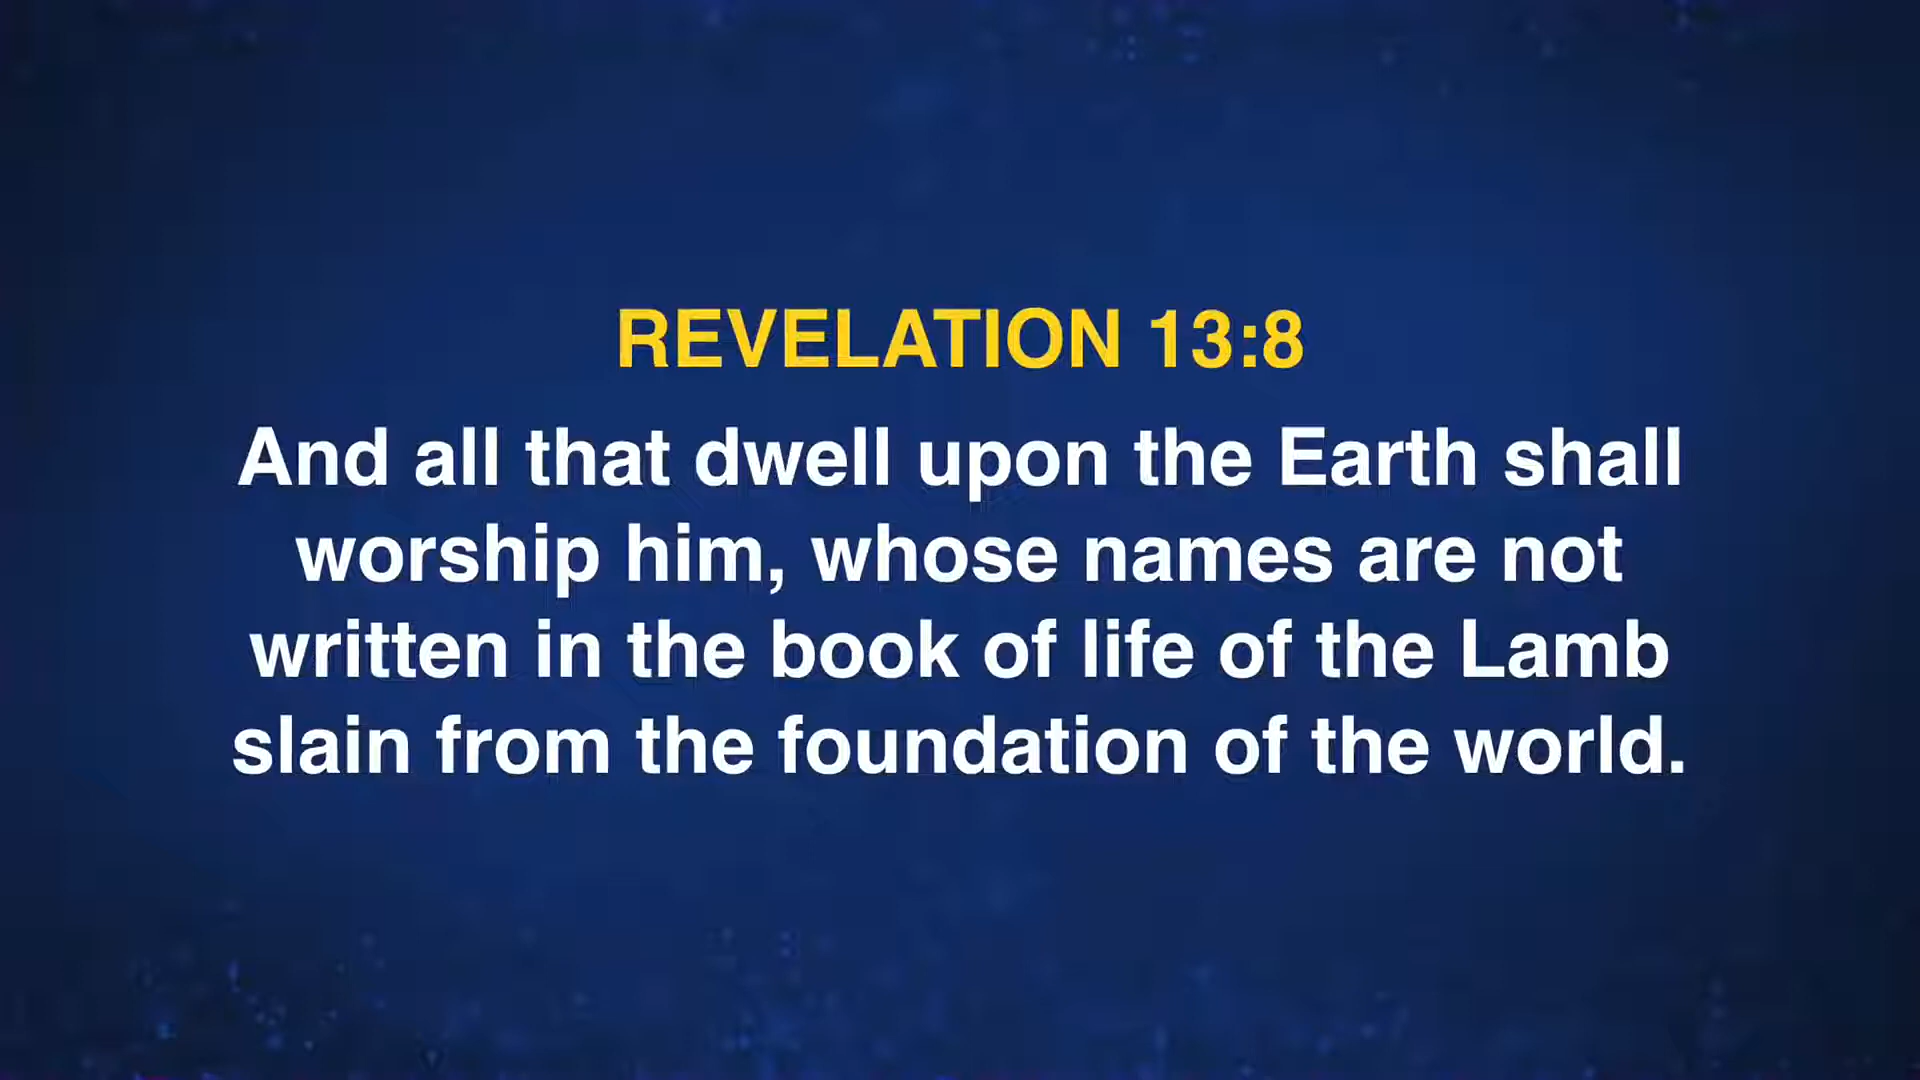 REVELATION 13:8
And all that dwell upon the Earth shall
worship him, whose names are not
written in the book of life of the Lamb
slain from the foundation of the world.